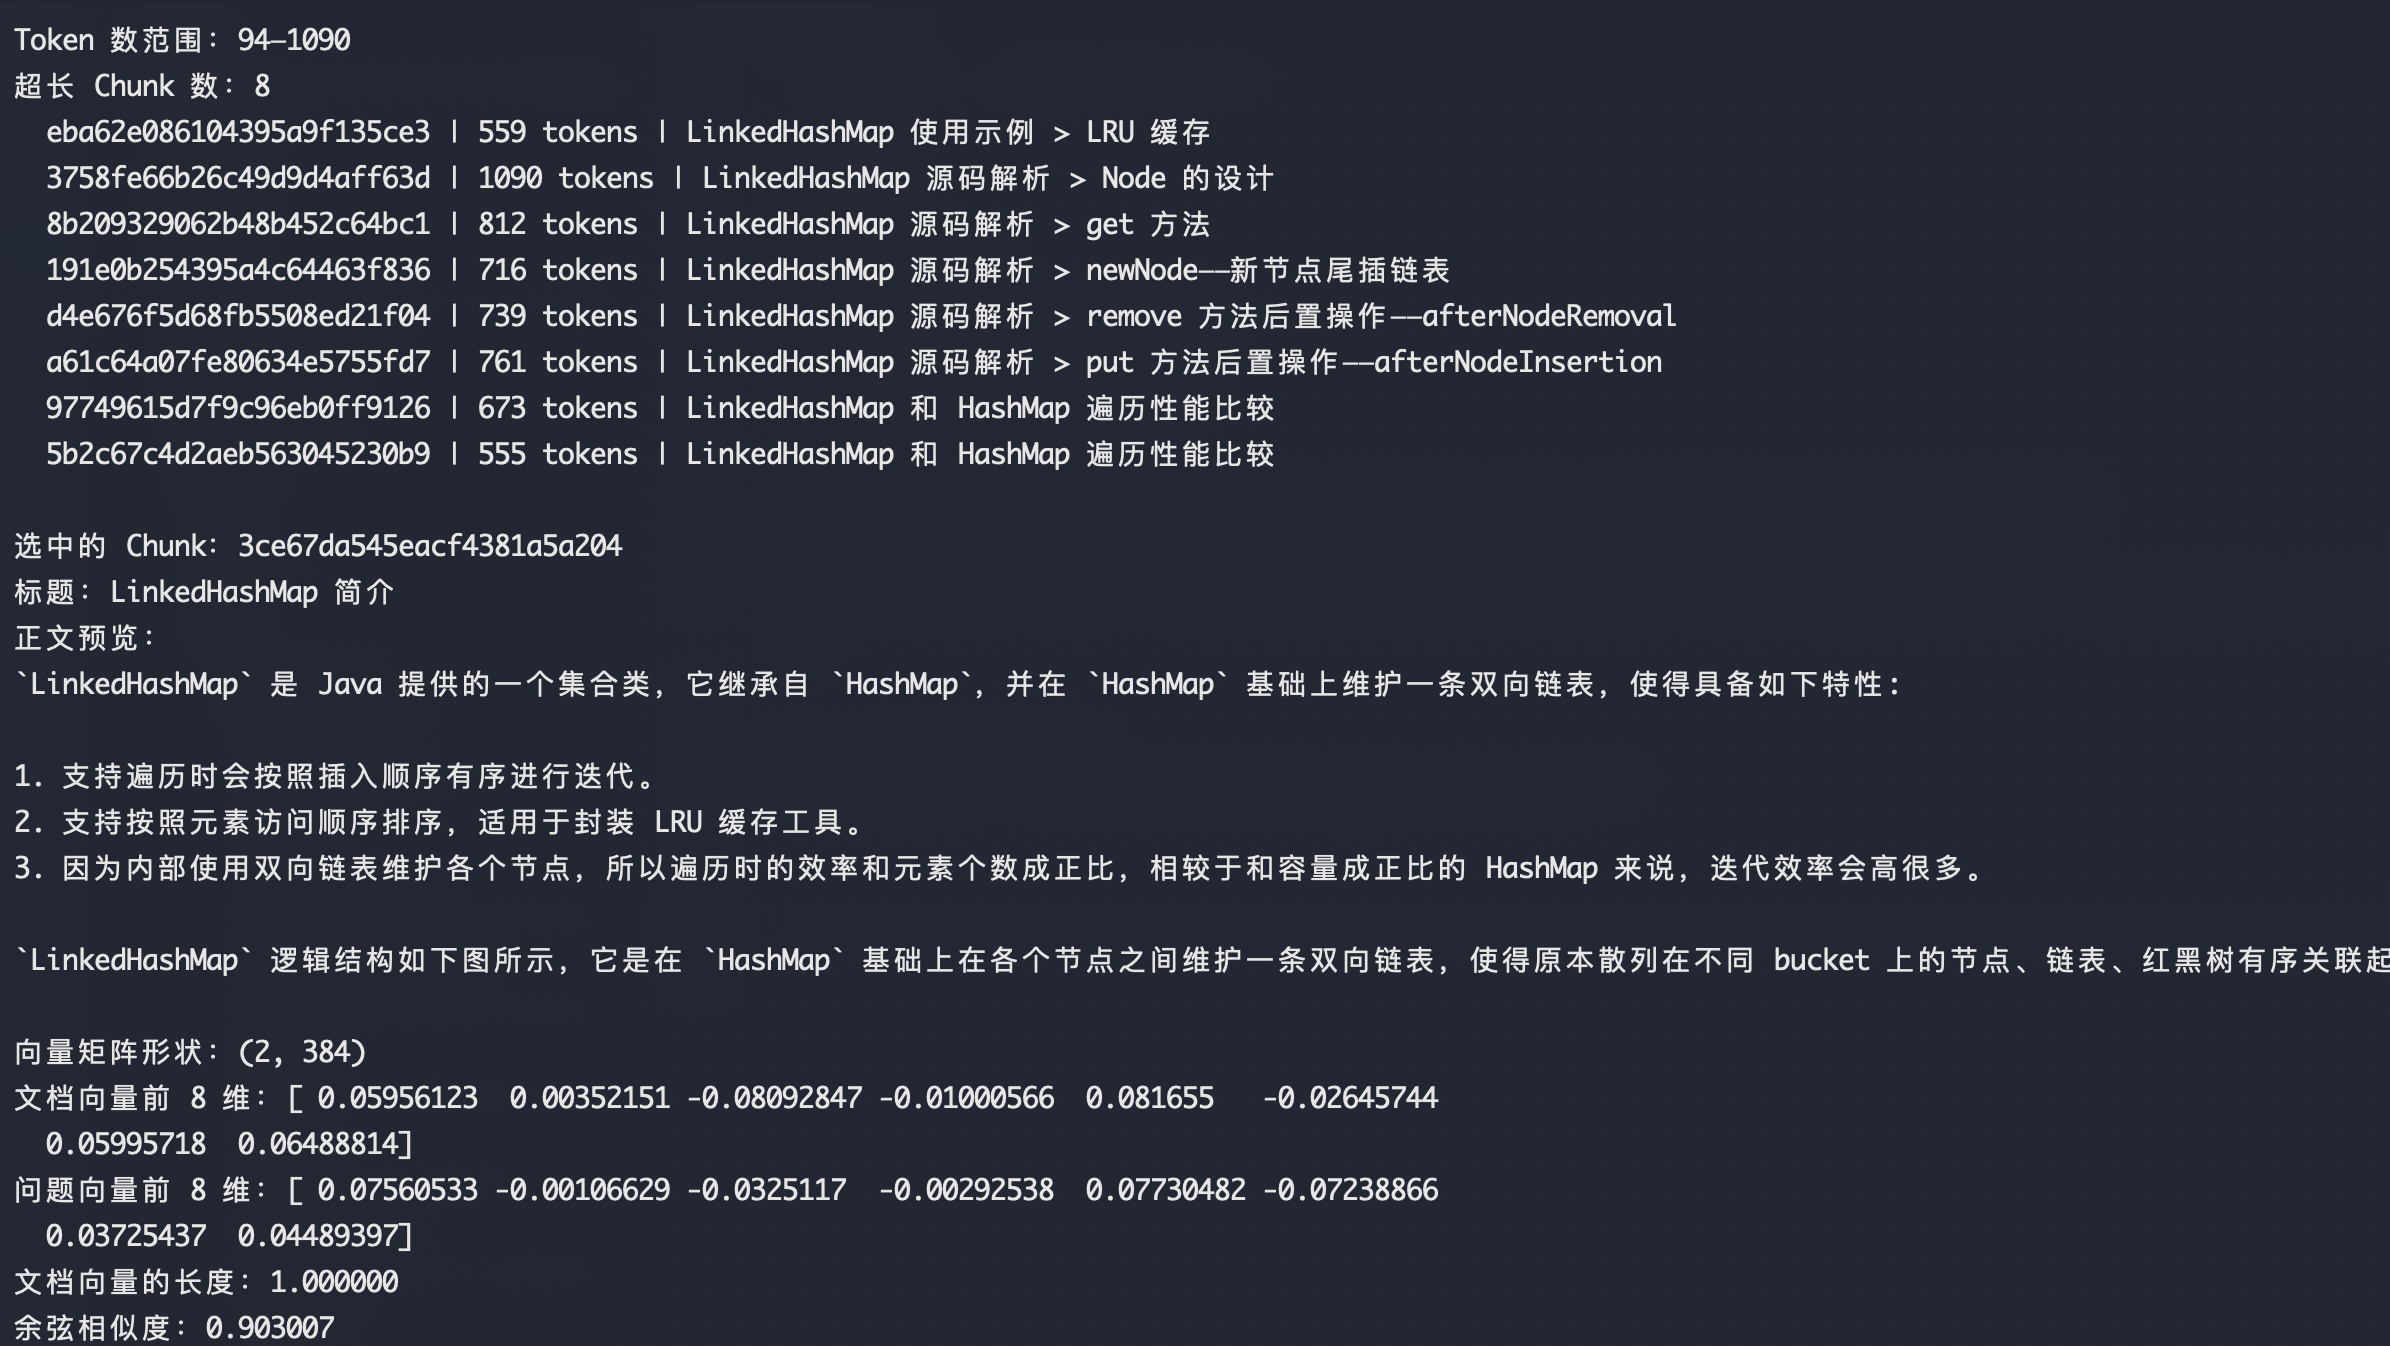 Token 数范围：94–1090
超长 Chunk 数：8
eba62e086104395a9f135ce3 | 559 tokens | LinkedHashMap 使用示例 > LRU 缓存
3758fe66b26c49d9d4aff63d | 1090 tokens | LinkedHashMap 源码解析 > Node 的设计
8b209329062b48b452c64bc1 | 812 tokens | LinkedHashMap 源码解析 > get 方法
191e0b254395a4c64463f836 | 716 tokens | LinkedHashMap 源码解析 > newNode——新节点尾插链表
d4e676f5d68fb5508ed21f04 | 739 tokens | LinkedHashMap 源码解析 > remove 方法后置操作——afterNodeRemoval
a61c64a07fe80634e5755fd7 | 761 tokens | LinkedHashMap 源码解析 > put 方法后置操作——afterNodeInsertion
97749615d7f9c96eb0ff9126 | 673 tokens | LinkedHashMap 和 HashMap 遍历性能比较
5b2c67c4d2aeb563045230b9 | 555 tokens | LinkedHashMap 和 HashMap 遍历性能比较
选中的 Chunk：3ce67da545eacf4381a5a204
标题：LinkedHashMap 简介
正文预览：
`LinkedHashMap` 是 Java 提供的一个集合类，它继承自 `HashMap`，并在 `HashMap` 基础上维护一条双向链表，使得具备如下特性：
1. 支持遍历时会按照插入顺序有序进行迭代。
2. 支持按照元素访问顺序排序，适用于封装 LRU 缓存工具。
3. 因为内部使用双向链表维护各个节点，所以遍历时的效率和元素个数成正比，相较于和容量成正比的 HashMap 来说，迭代效率会高很多。
`LinkedHashMap` 逻辑结构如下图所示，它是在 `HashMap` 基础上在各个节点之间维护一条双向链表，使得原本散列在不同 bucket 上的节点、链表、红黑树有序关联起
向量矩阵形状：(2, 384)
文档向量前 8 维：[ 0.05956123  0.00352151 -0.08092847 -0.01000566  0.081655   -0.02645744
0.05995718  0.06488814]
问题向量前 8 维：[ 0.07560533 -0.00106629 -0.0325117  -0.00292538  0.07730482 -0.07238866
0.03725437  0.04489397]
文档向量的长度：1.000000
余弦相似度：0.903007